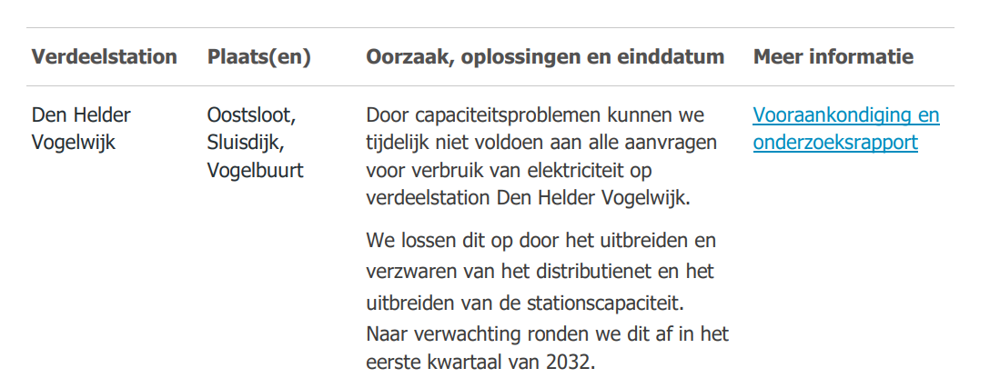 Verdeelstation Plaats(en) Oorzaak, oplossingen en einddatum Meer informatie
Den Helder
Vogelwijk
Oostsloot,
Sluisdijk,
Vogelbuurt
Door capaciteitsproblemen kunnen we
tijdelijk niet voldoen aan alle aanvragen
voor verbruik van elektriciteit op
verdeelstation Den Helder Vogelwijk.
We lossen dit op door het uitbreiden en
verzwaren van het distributienet en het
uitbreiden van de stationscapaciteit.
Naar verwachting ronden we dit af in het
eerste kwartaal van 2032.
Vooraankondiging en
onderzoeksrapport